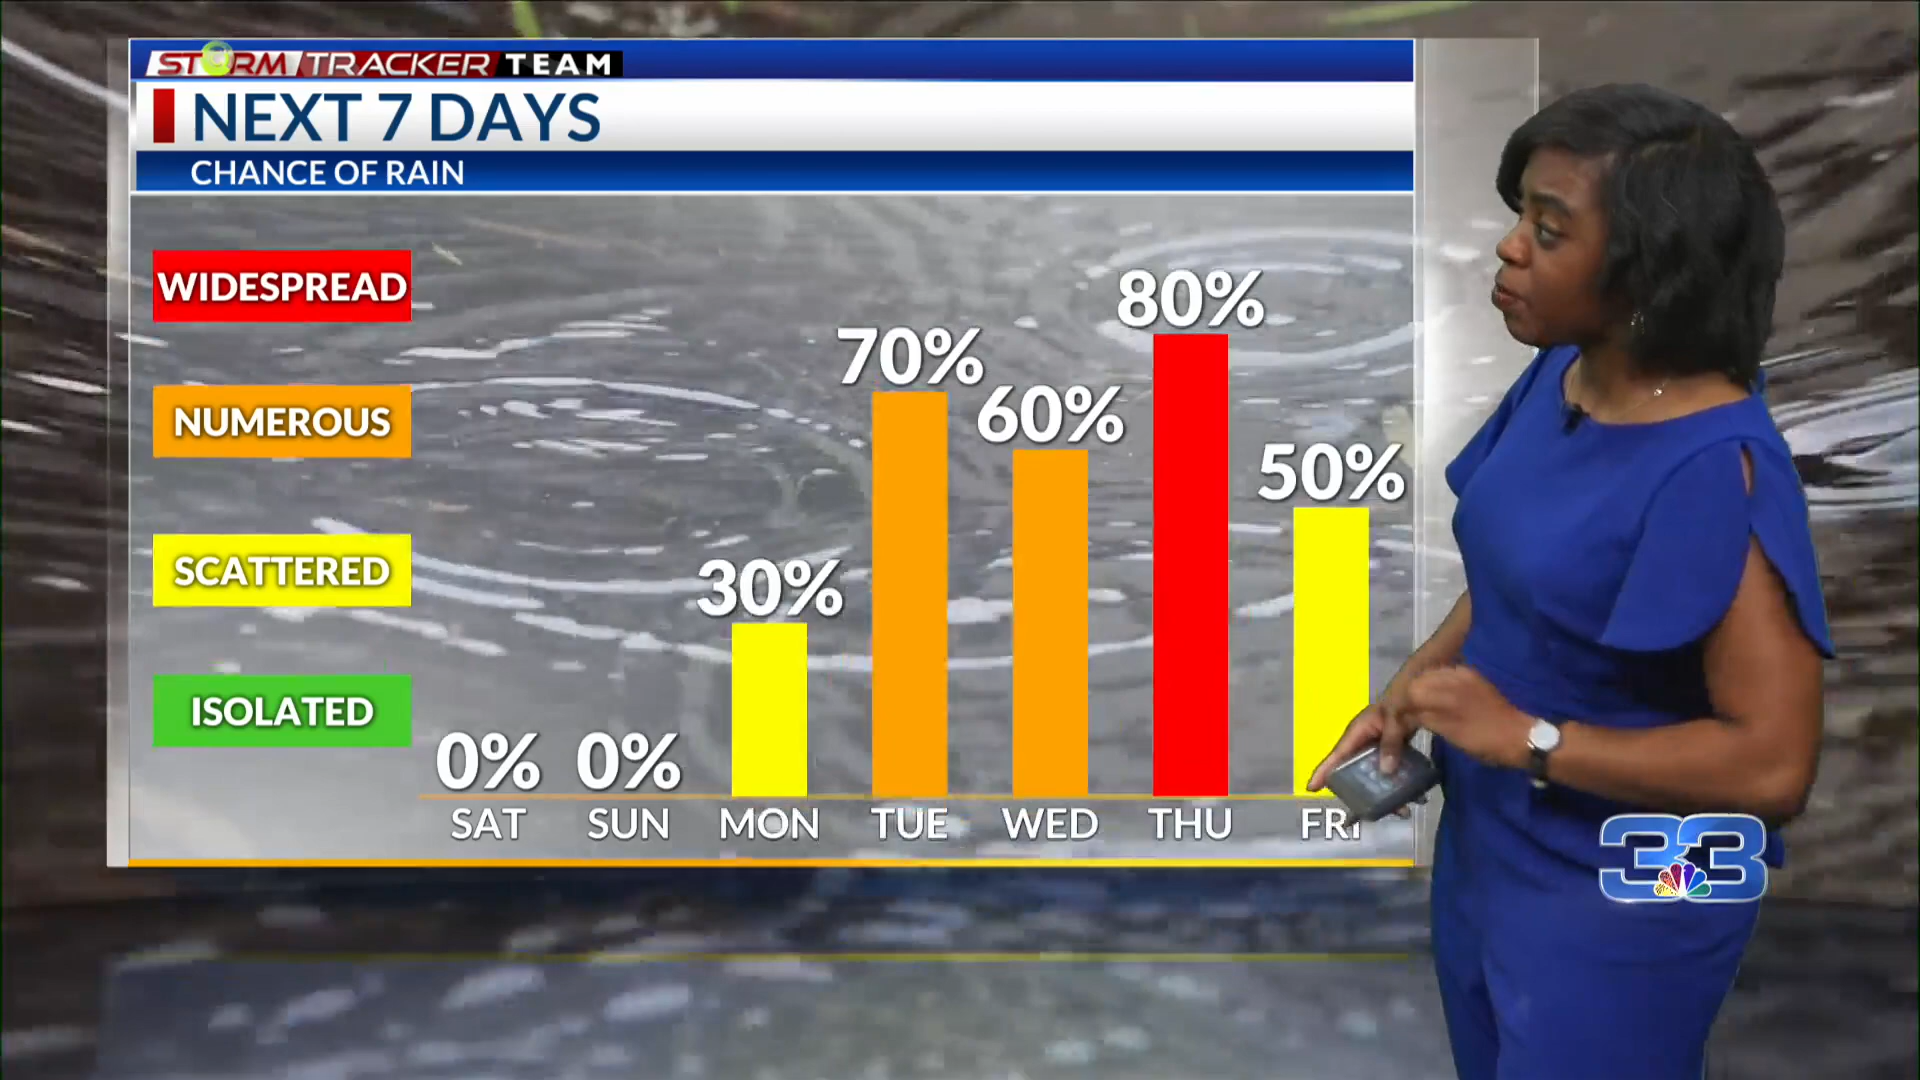 STORM TRACKER TEAM
NEXT 7 DAYS
CHANCE OF RAIN
WIDESPREAD
NUMEROUS
SCATTERED
ISOLATED
0% 0% 30% 70% 60% 80% 50%
SAT SUN MON TUE WED THU FRI
33